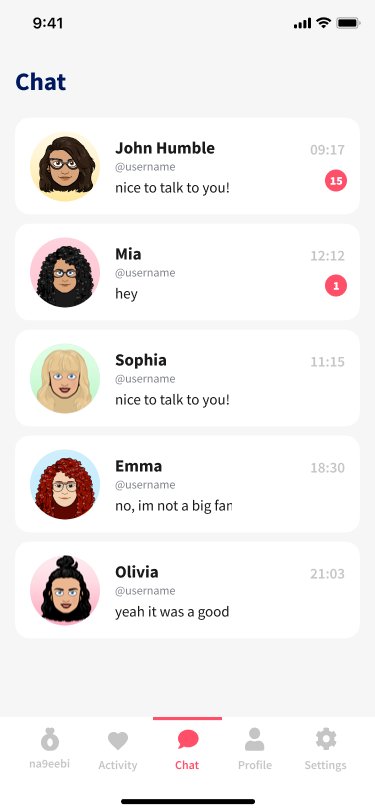 9:41
Chat
John Humble
09:17
@username
15
nice to talk to you!
Mia
12:12
@username
1
hey
Sophia
11:15
@username
nice to talk to you!
Emma
18:30
@username
no, im not a big fan
Olivia
21:03
@username
yeah it was a good
na9eebi
Activity
Chat
Profile
Settings